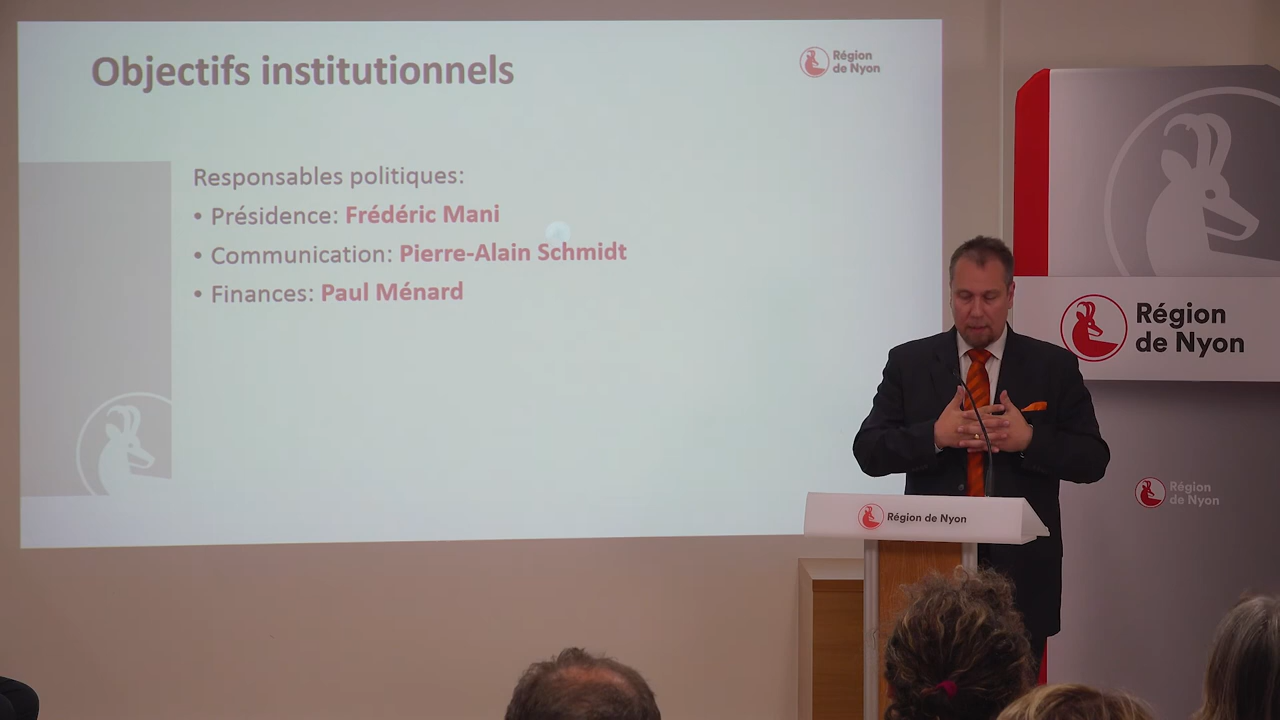 Objectifs institutionnels
Région
de Nyon
Responsables politiques:
• Présidence: Frédéric Mani
• Communication: Pierre-Alain Schmidt
• Finances: Paul Ménard
Région
de Nyon
Région
de Nyon
Région de Nyon